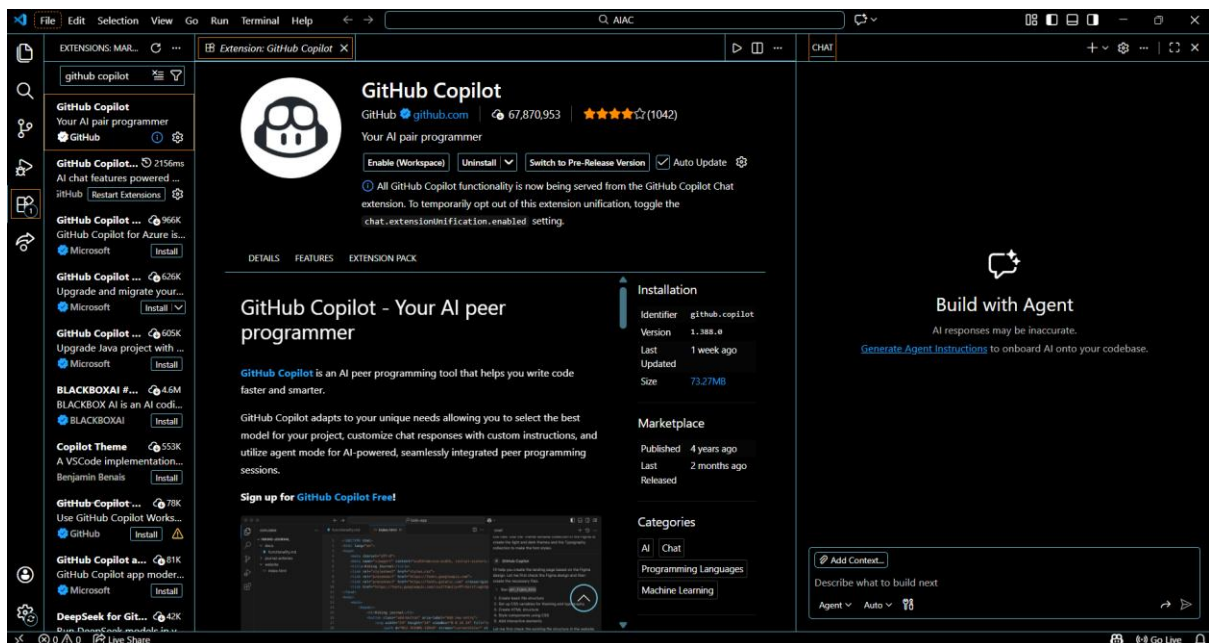 File Edit Selection View Go Run Terminal Help
AIAC
EXTENSIONS: MAR...
github copilot
GitHub Copilot
Your AI pair programmer
GitHub
GitHub Copilot... 2156ms
AI chat features powered ...
itHub Restart Extensions
GitHub Copilot ... 966K
GitHub Copilot for Azure is...
Microsoft Install
GitHub Copilot ... 626K
Upgrade and migrate your...
Microsoft Install
GitHub Copilot ... 605K
Upgrade Java project with ...
Microsoft Install
BLACKBOXAI #... 4.6M
BLACKBOX AI is an AI codi...
BLACKBOXAI Install
Copilot Theme 553K
A VSCode implementation...
Benjamin Benais Install
GitHub Copilot ... 78K
Use GitHub Copilot Works...
GitHub Install
GitHub Copilot a... 81K
GitHub Copilot app moder...
Microsoft Install
DeepSeek for Git... 42K
Extension: GitHub Copilot
GitHub Copilot
GitHub github.com 67,870,953 (1042)
Your AI pair programmer
Enable (Workspace) Uninstall Switch to Pre-Release Version Auto Update
All GitHub Copilot functionality is now being served from the GitHub Copilot Chat
extension. To temporarily opt out of this extension unification, toggle the
chat.extensionUnification.enabled setting.
DETAILS FEATURES EXTENSION PACK
GitHub Copilot - Your AI peer
programmer
GitHub Copilot is an AI peer programming tool that helps you write code
faster and smarter.
GitHub Copilot adapts to your unique needs allowing you to select the best
model for your project, customize chat responses with custom instructions, and
utilize agent mode for AI-powered, seamlessly integrated peer programming
sessions.
Sign up for GitHub Copilot Free!
Installation
Identifier github.copilot
Version 1.388.0
Last 1 week ago
Updated
Size 73.27MB
Marketplace
Published 4 years ago
Last 2 months ago
Released
Categories
AI Chat
Programming Languages
Machine Learning
CHAT
Build with Agent
AI responses may be inaccurate.
Generate Agent Instructions to onboard AI onto your codebase.
Add Context...
Describe what to build next
Agent Auto
0 0 0 Live Share
Go Live